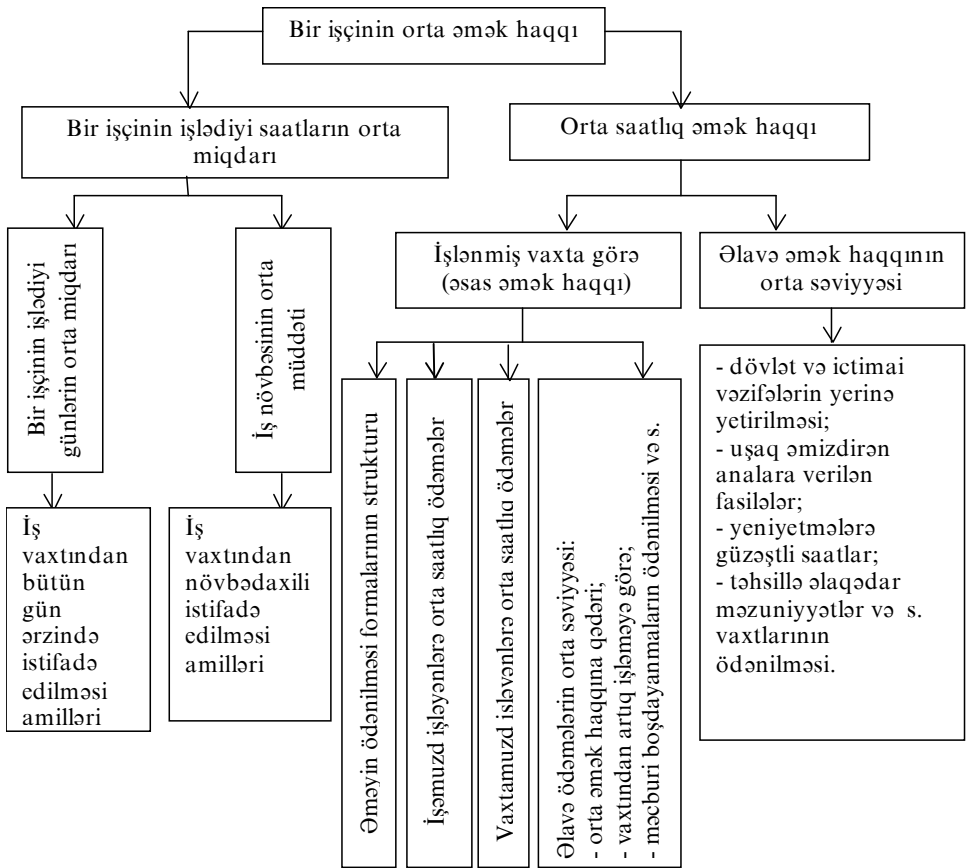 Bir işçinin orta əmək haqqı
Bir işçinin işlədiyi saatların orta
miqdarı
Orta saatlıq əmək haqqı
Bir işçinin işlədiyi
günlərin orta miqdarı
İş növbəsinin orta
müddəti
İşlənmiş vaxta görə
(əsas əmək haqqı)
Əlavə əmək haqqının
orta səviyyəsi
İş
vaxtından
bütün
gün
ərzində
istifadə
edilməsi
amilləri
İş
vaxtından
növbədaxili
istifadə
edilməsi
amilləri
Əməyin ödənilməsi formalarının strukturu
İşəmuzd işləyənlərə orta saatlıq ödəmələr
Vaxtamuzd isləvənlərə orta saatlıq ödəmələr
Əlavə ödəmələrin orta səviyyəsi:
- orta əmək haqqına qədəri;
- vaxtından artıq işləməyə görə;
- məcburi boşdayanmaların ödənilməsi və s.
- dövlət və ictimai
vəzifələrin yerinə
yetirilməsi;
- uşaq əmizdirən
analara verilən
fasilələr;
- yeniyetmələrə
güzəştli saatlar;
- təhsillə əlaqədar
məzuniyyətlər və s.
vaxtlarının
ödənilməsi.